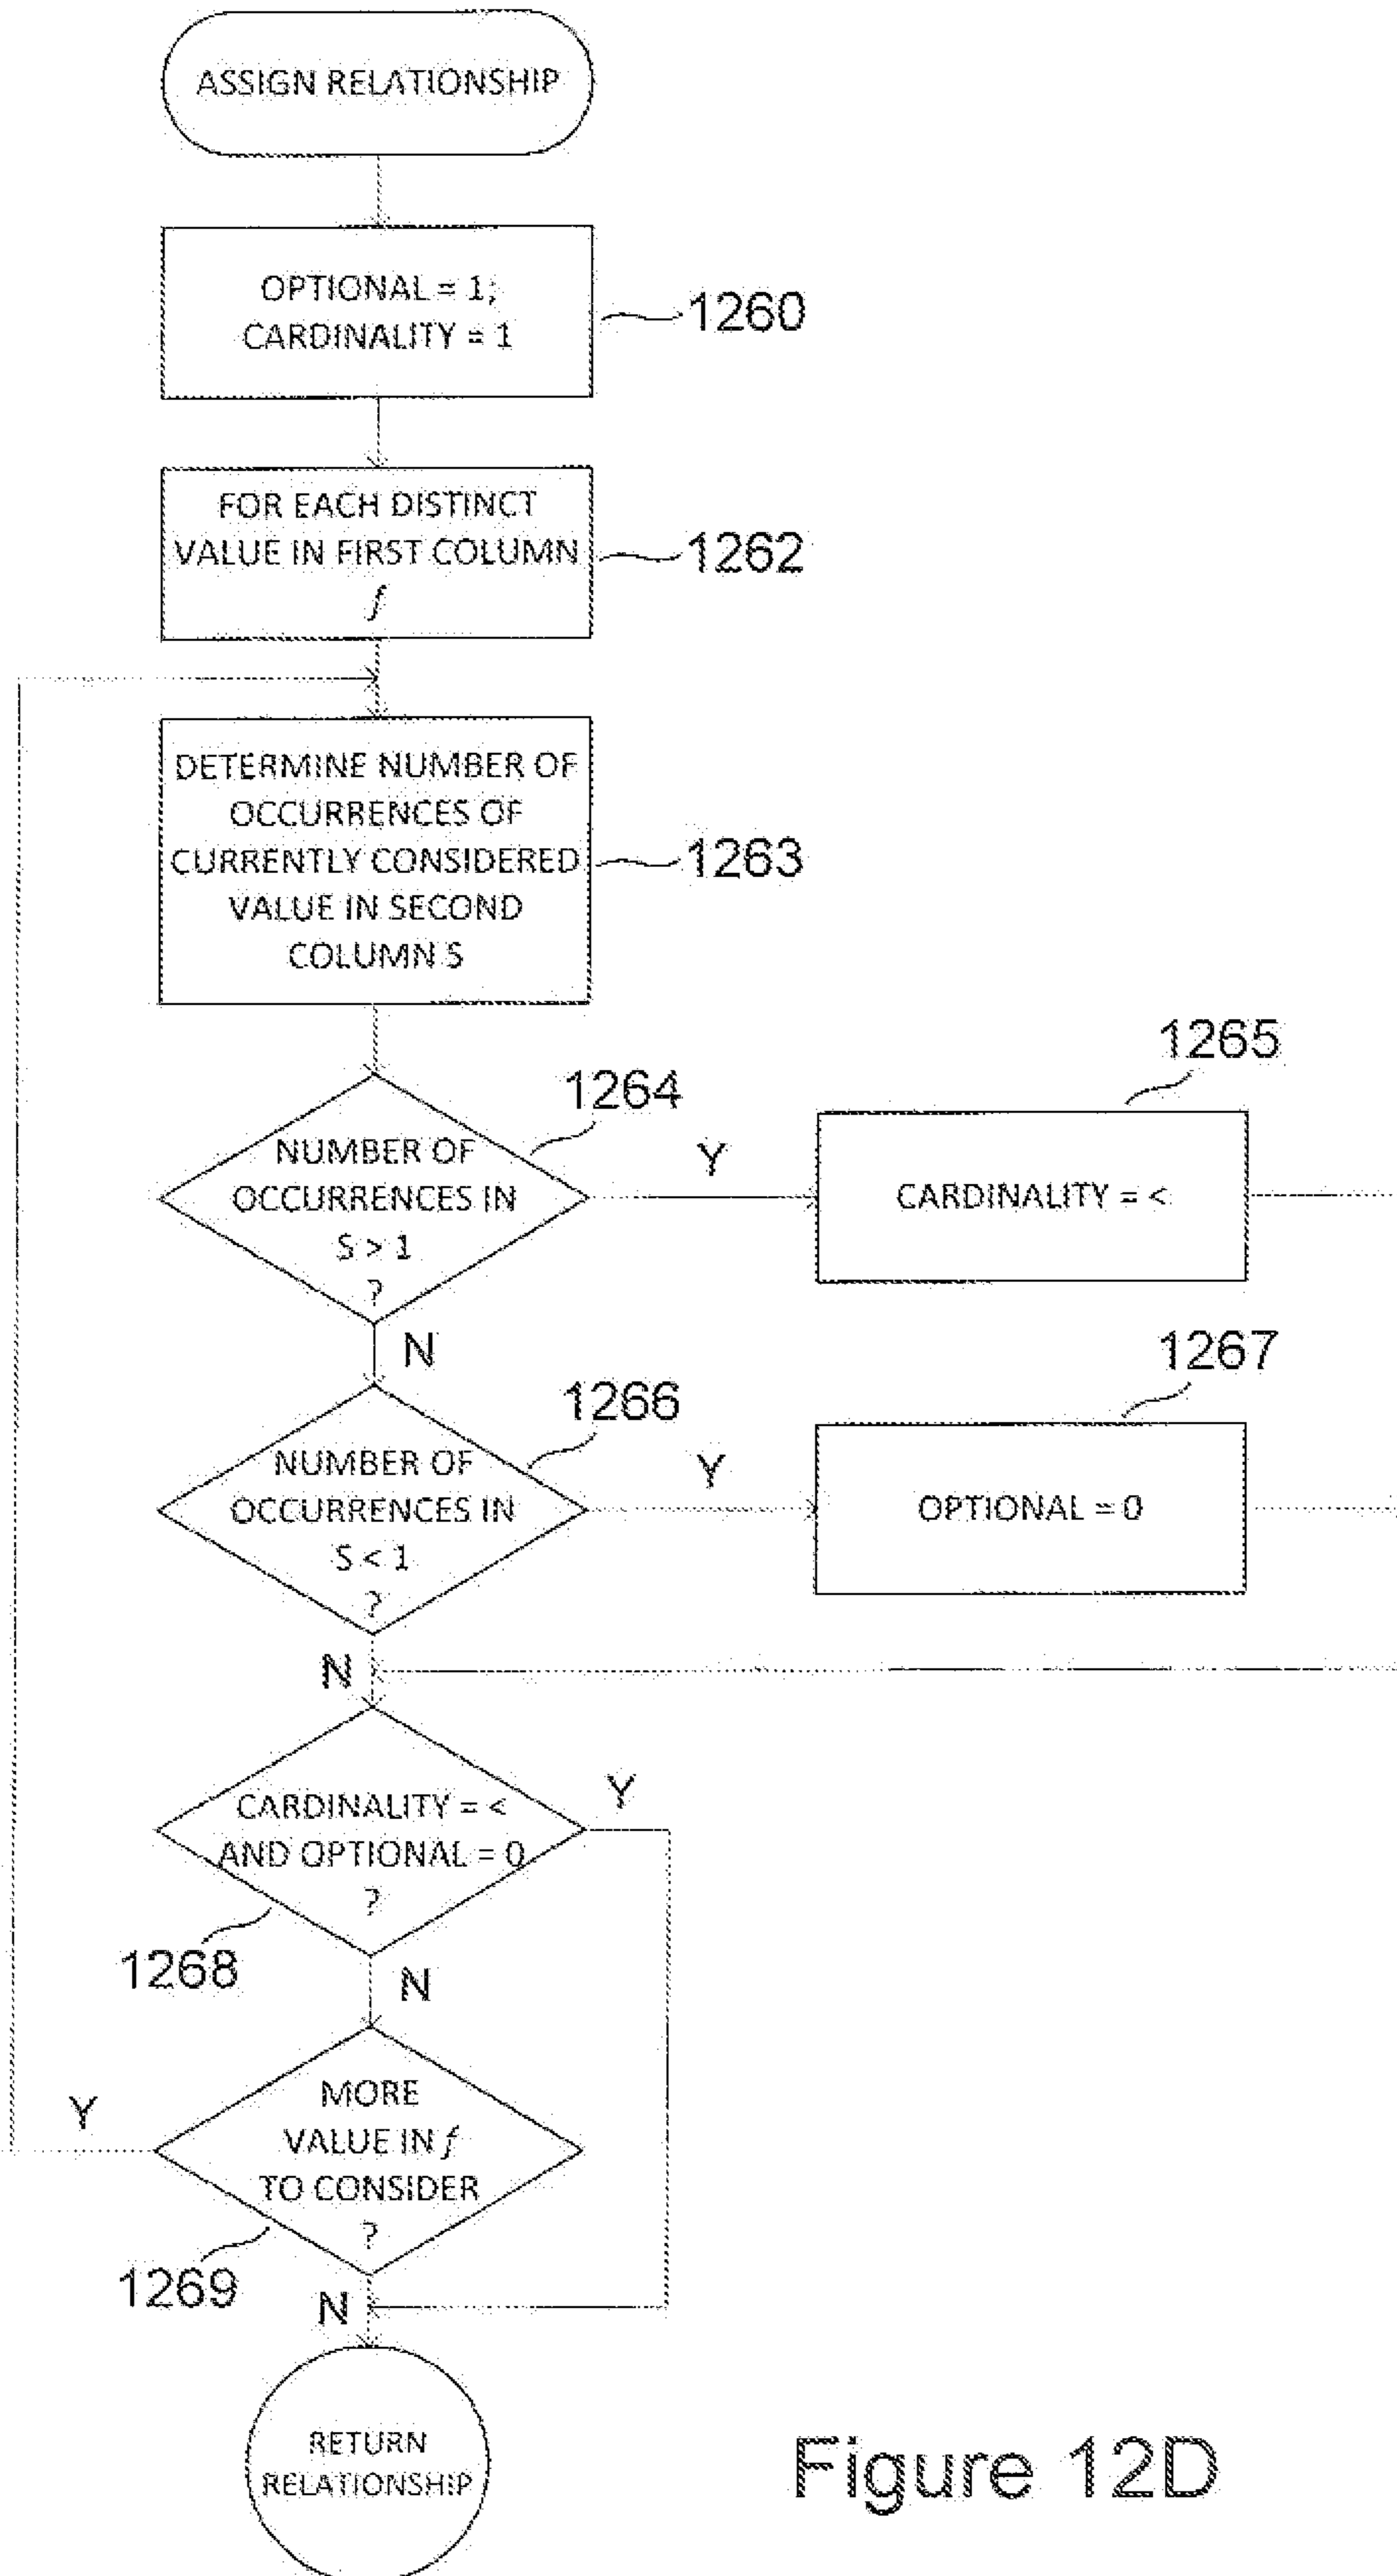 ASSIGN RELATIONSHIP
OPTIONAL = 1;
CARDINALITY = 1
1260
FOR EACH DISTINCT
VALUE IN FIRST COLUMN
f
1262
DETERMINE NUMBER OF
OCCURRENCES OF
CURRENTLY CONSIDERED
VALUE IN SECOND
COLUMN S
1263
1264
NUMBER OF
OCCURRENCES IN
S > 1
?
Y
N
1265
CARDINALITY = <
1266
NUMBER OF
OCCURRENCES IN
S < 1
?
Y
N
1267
OPTIONAL = 0
CARDINALITY = <
AND OPTIONAL = 0
?
Y
1268
N
MORE
VALUE IN f
TO CONSIDER
?
Y
1269
N
RETURN
RELATIONSHIP
Figure 12D